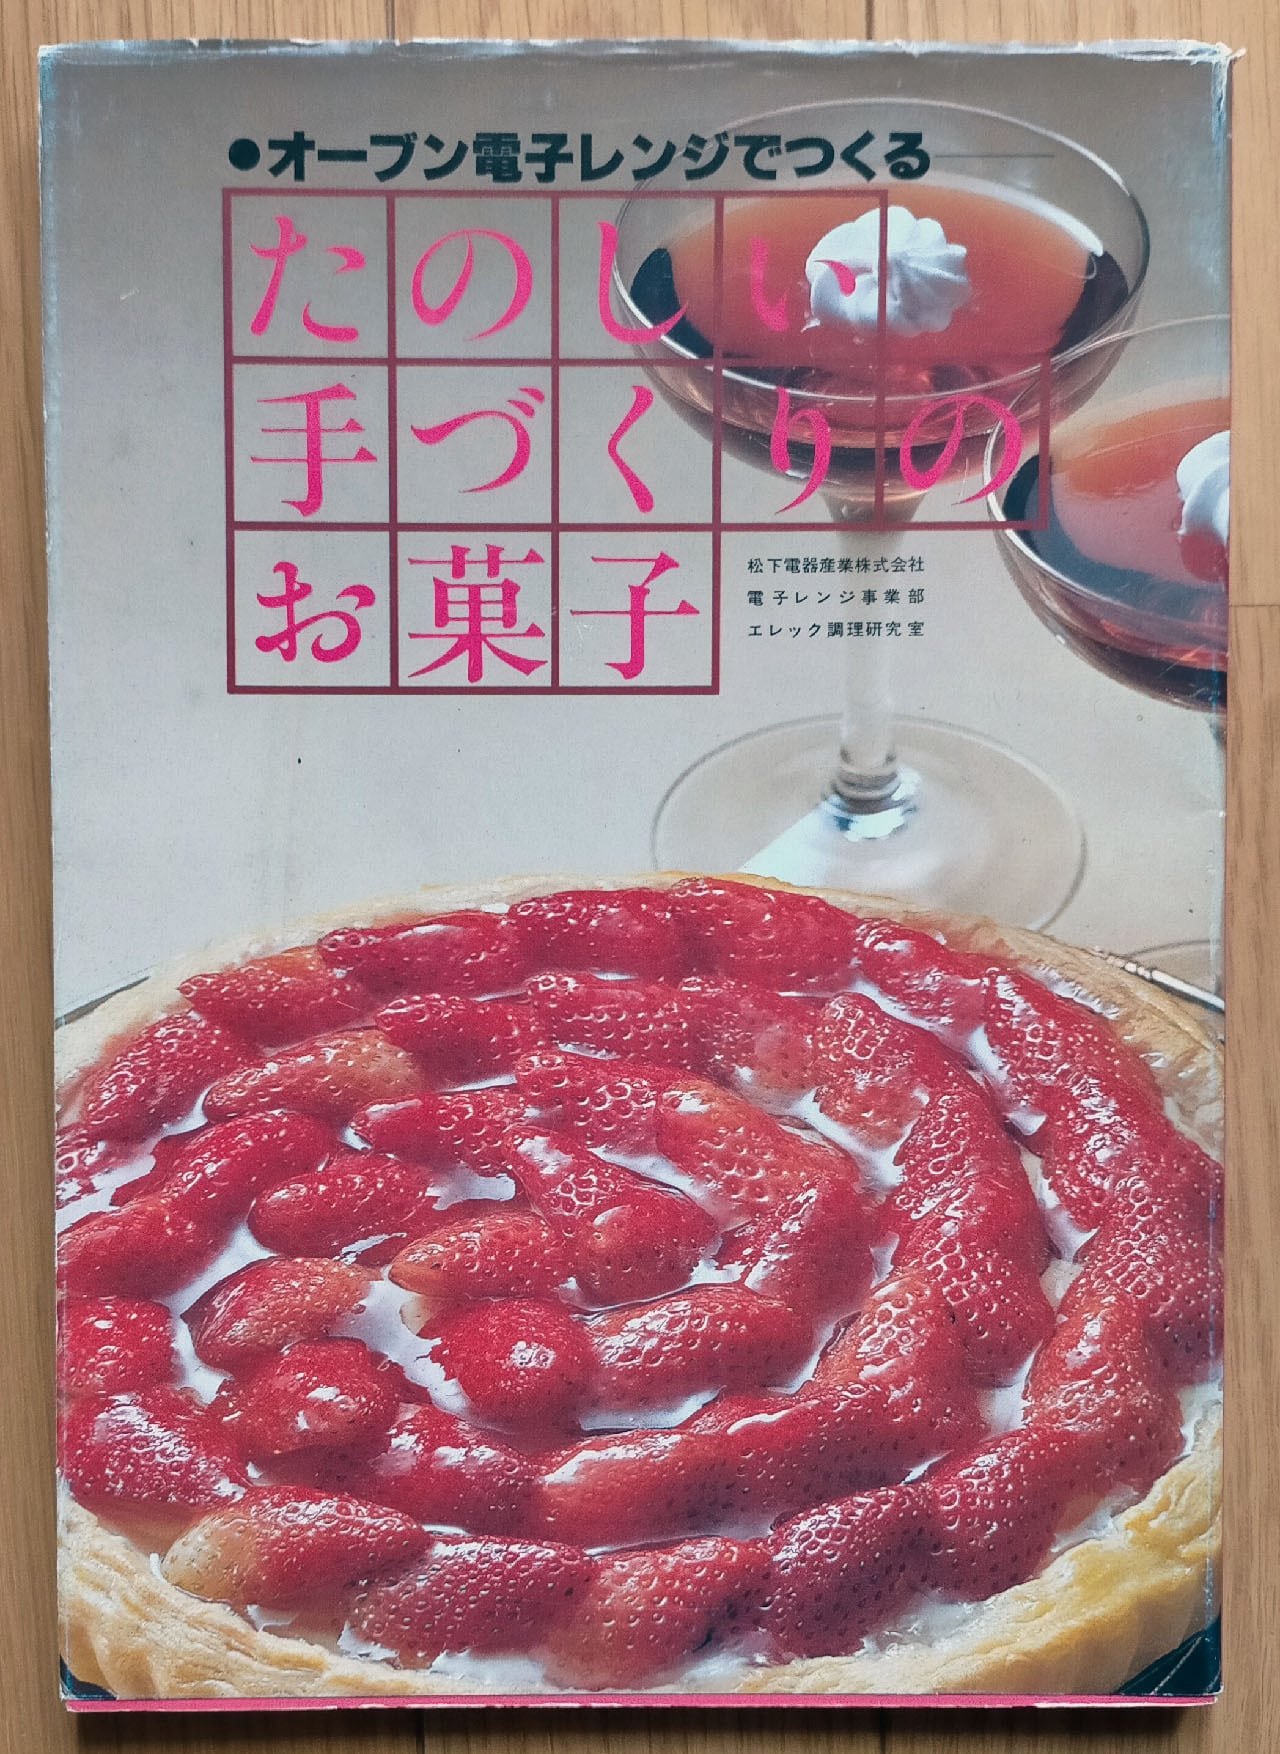 ●オーブン電子レンジでつくる
たのしい
手づくりの
お菓子
松下電器産業株式会社
電子レンジ事業部
エレック調理研究室